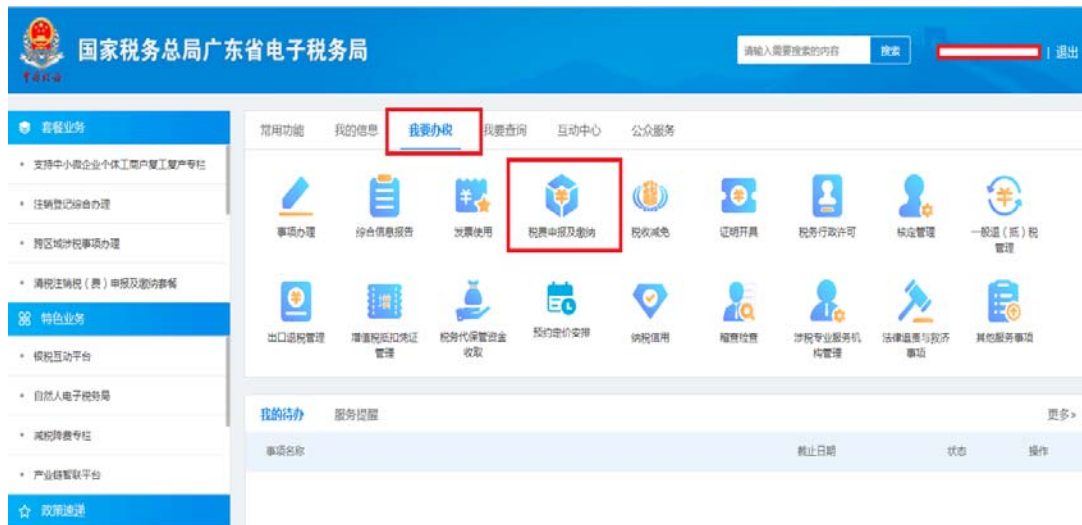 国家税务总局广东省电子税务局
请输入需要搜索的内容
搜索
| 退出
套餐业务
常用功能 我的信息 我要办税 我要查询 互动中心 公众服务
支持中小微企业个体工商户复工复产专栏
注销登记综合办理
跨区域涉税事项办理
清税注销税(费)申报及缴纳套餐
特色业务
银税互动平台
自然人电子税务局
减税降费专栏
产业链智联平台
政策速递
事项办理 综合信息报告 发票使用 税费申报及缴纳 税收减免 证明开具 税务行政许可 核定管理 一般退(抵)税
管理
出口退税管理 增值税抵扣凭证 税务代保管资金 预约定价安排 纳税信用 稽查检查 涉税专业服务机 法律追责与救济 其他服务事项
管理 收取 构管理 事项
我的待办 服务提醒 更多»
事项名称 截止日期 状态 操作